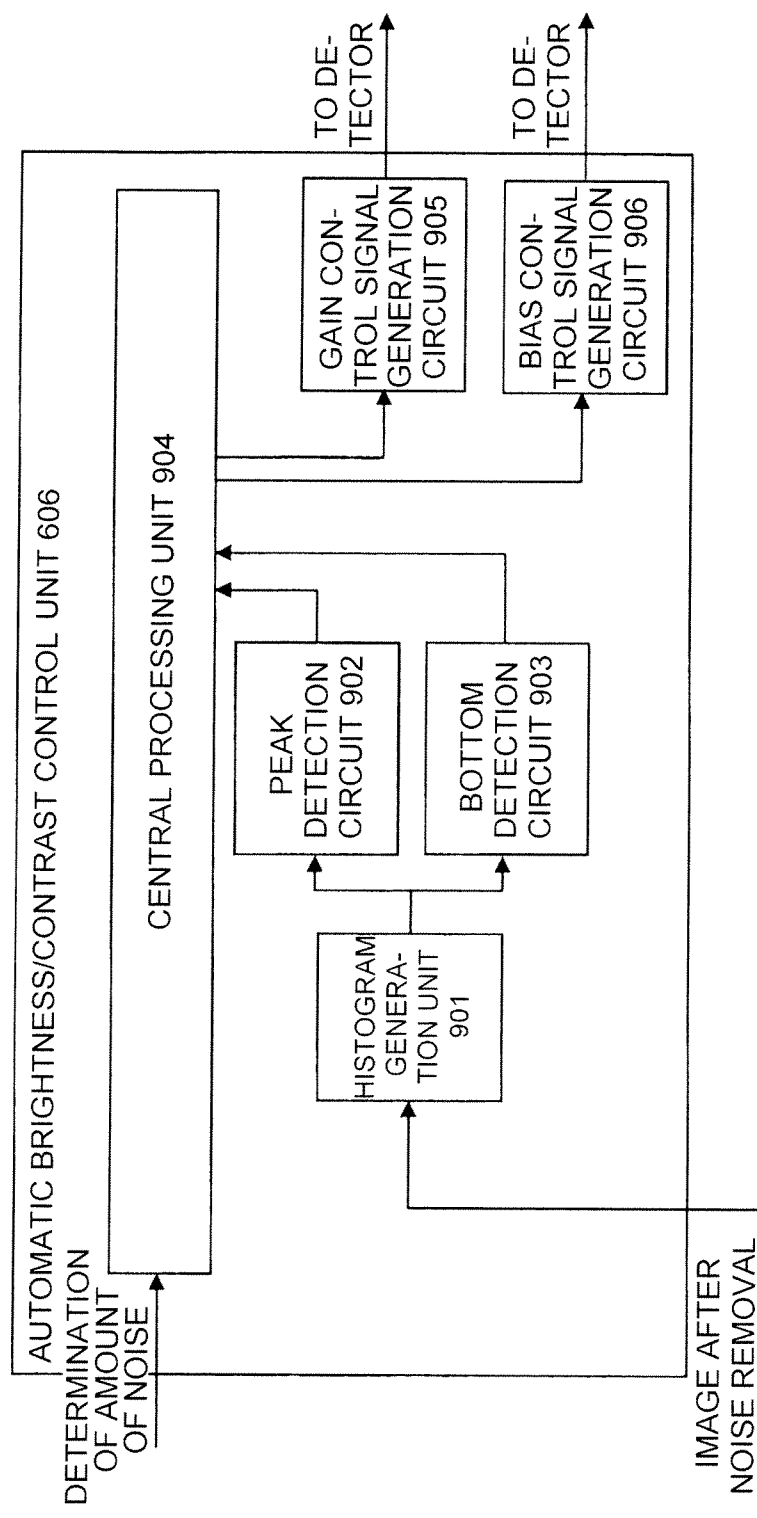 AUTOMATIC BRIGHTNESS/CONTRAST CONTROL UNIT 606
DETERMINATION
OF AMOUNT
OF NOISE
CENTRAL PROCESSING UNIT 904
HISTOGRAM
GENERA-
TION UNIT
901
PEAK
DETECTION
CIRCUIT 902
BOTTOM
DETECTION
CIRCUIT 903
GAIN CON-
TROL SIGNAL
GENERATION
CIRCUIT 905
BIAS CON-
TROL SIGNAL
GENERATION
CIRCUIT 906
TO DE-
TECTOR
TO DE-
TECTOR
IMAGE AFTER
NOISE REMOVAL